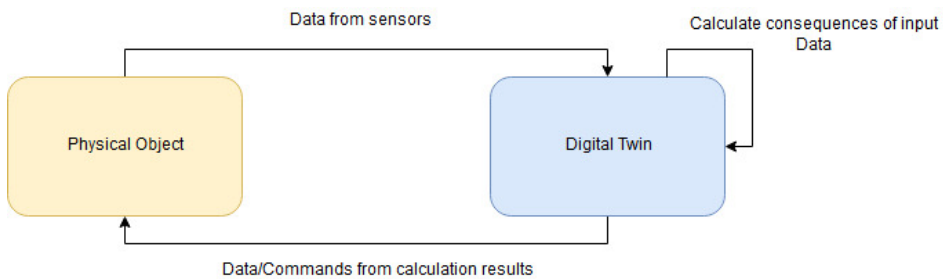 Data from sensors
Calculate consequences of input
Data
Physical Object
Digital Twin
Data/Commands from calculation results